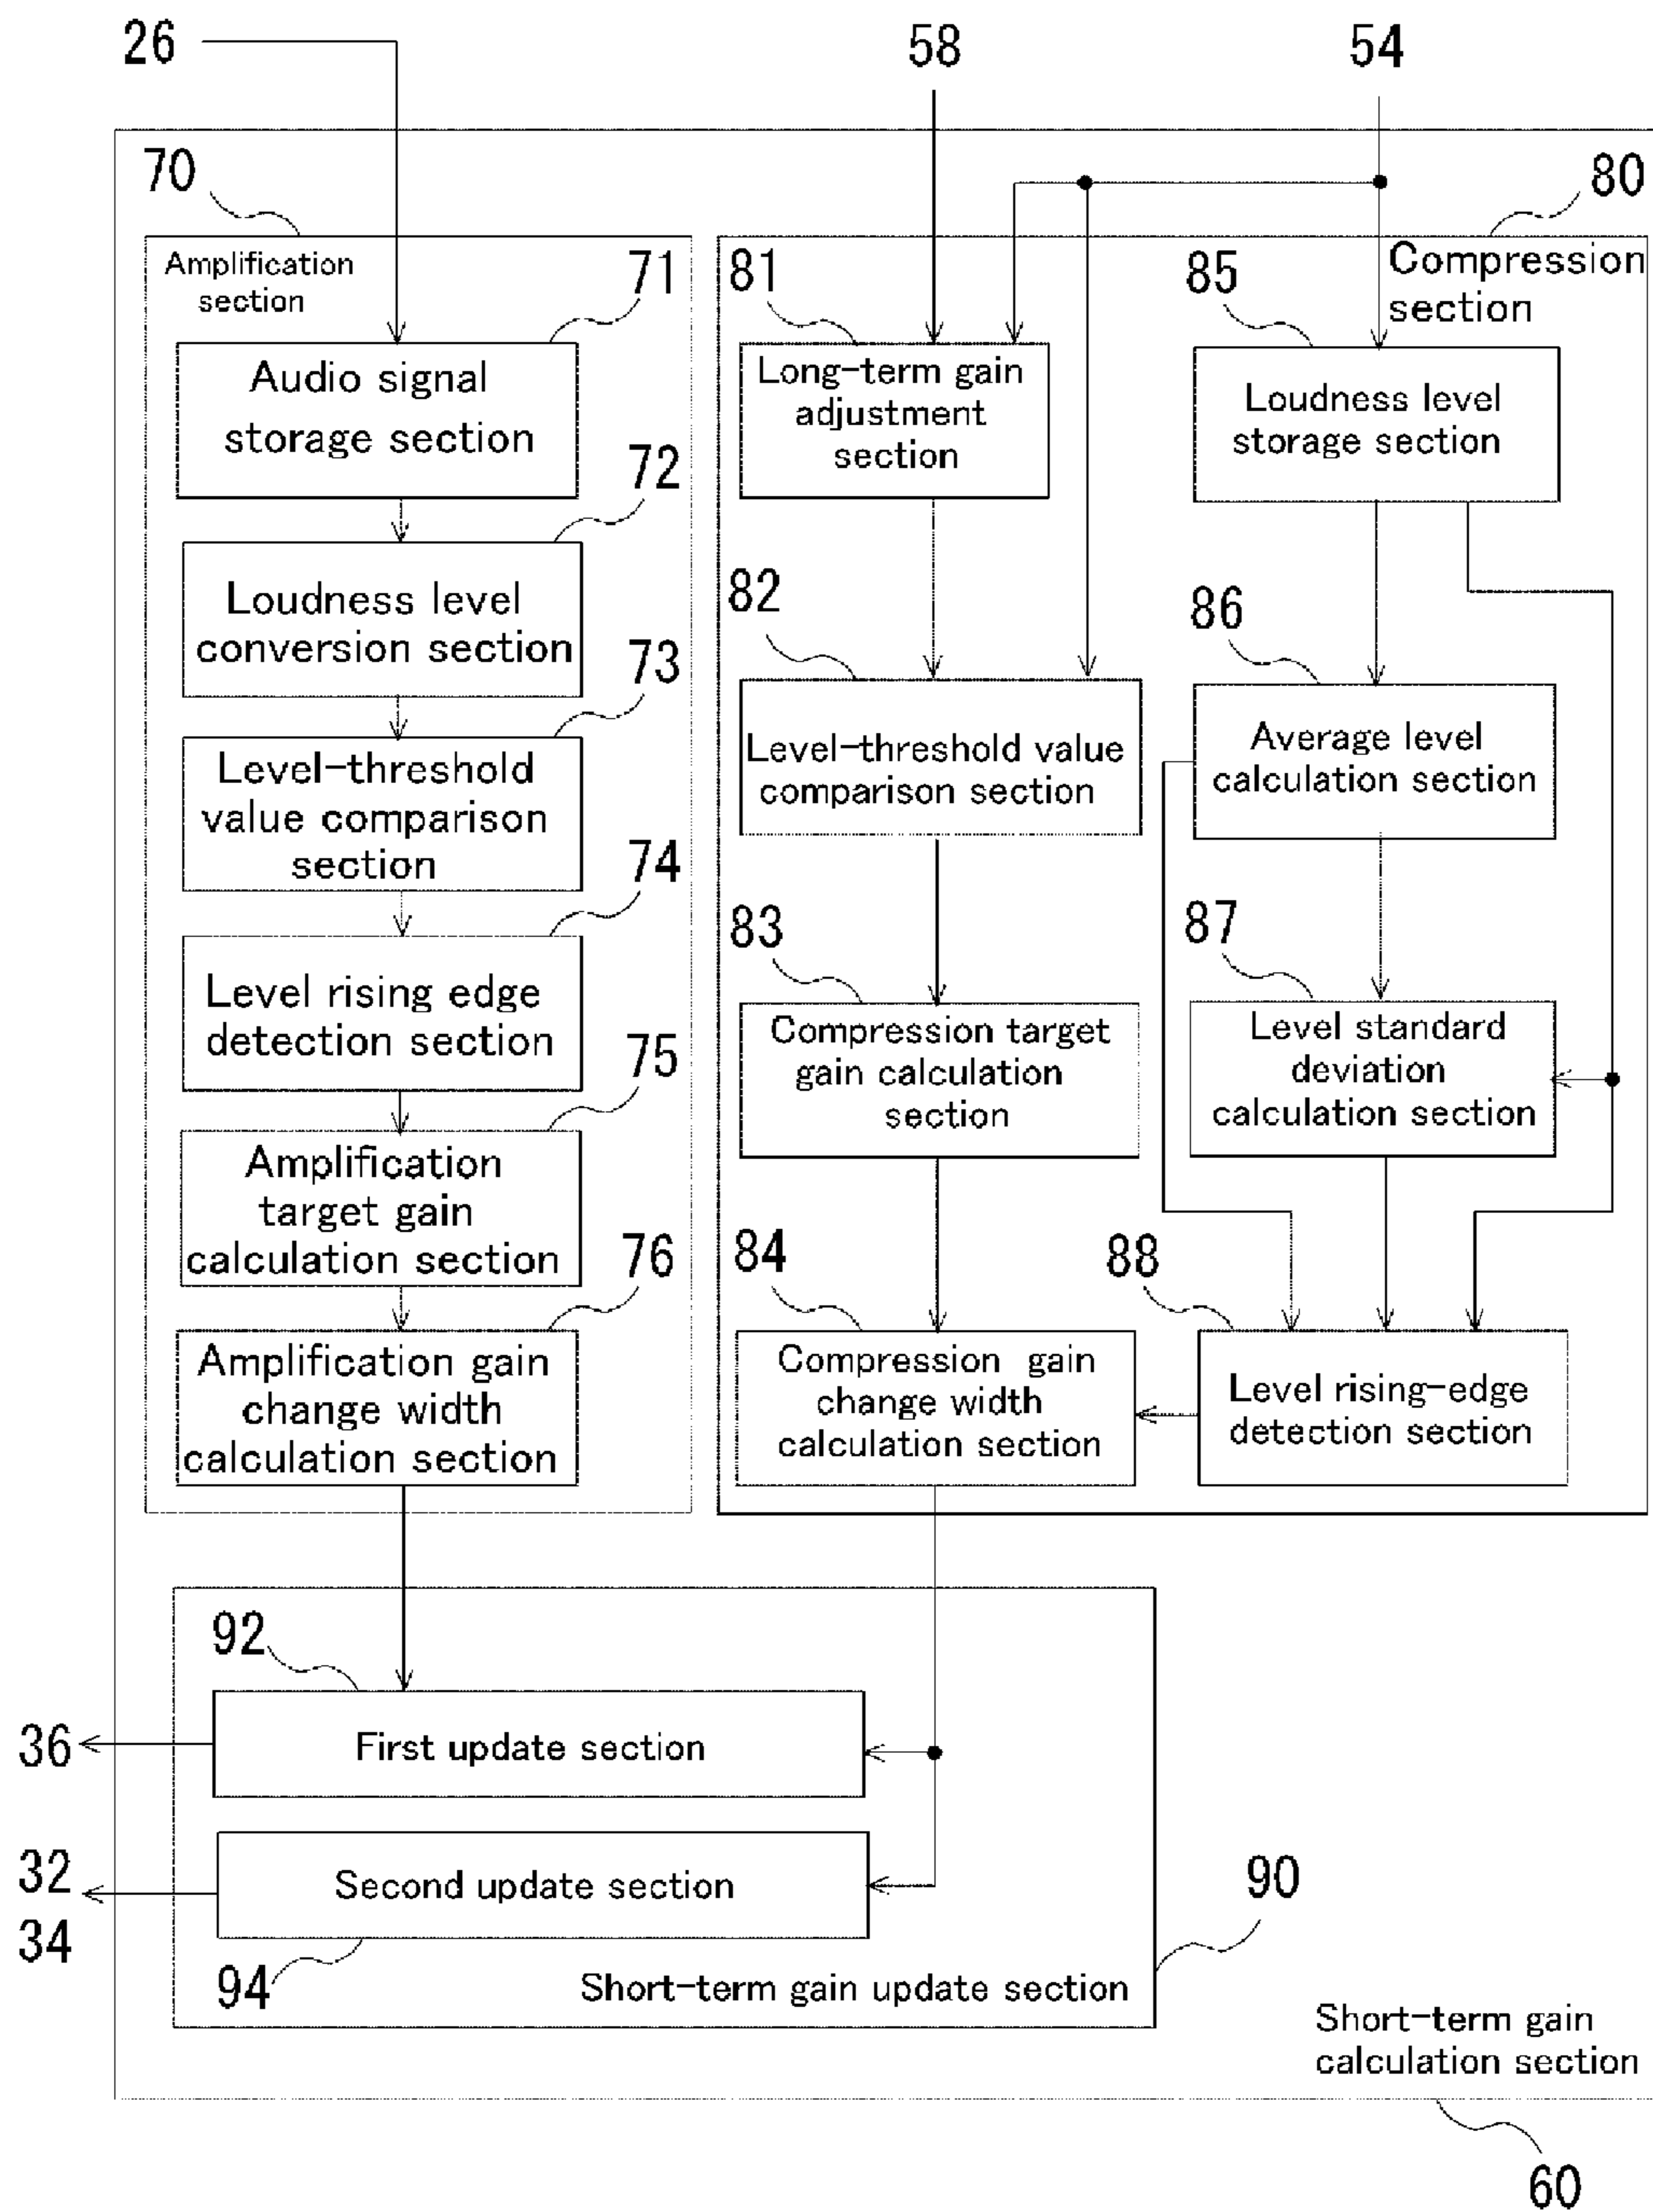 26
58
54
70
80
Amplification
section
71
Audio signal
storage section
72
Loudness level
conversion section
73
Level-threshold
value comparison
section
74
Level rising edge
detection section
75
Amplification
target gain
calculation section
76
Amplification gain
change width
calculation section
Compression
section
81
Long-term gain
adjustment
section
82
Level-threshold value
comparison section
83
Compression target
gain calculation
section
84
Compression gain
change width
calculation section
85
Loudness level
storage section
86
Average level
calculation section
87
Level standard
deviation
calculation section
88
Level rising-edge
detection section
92
First update section
36
Second update section
32
34
94
Short-term gain update section
90
Short-term gain
calculation section
60